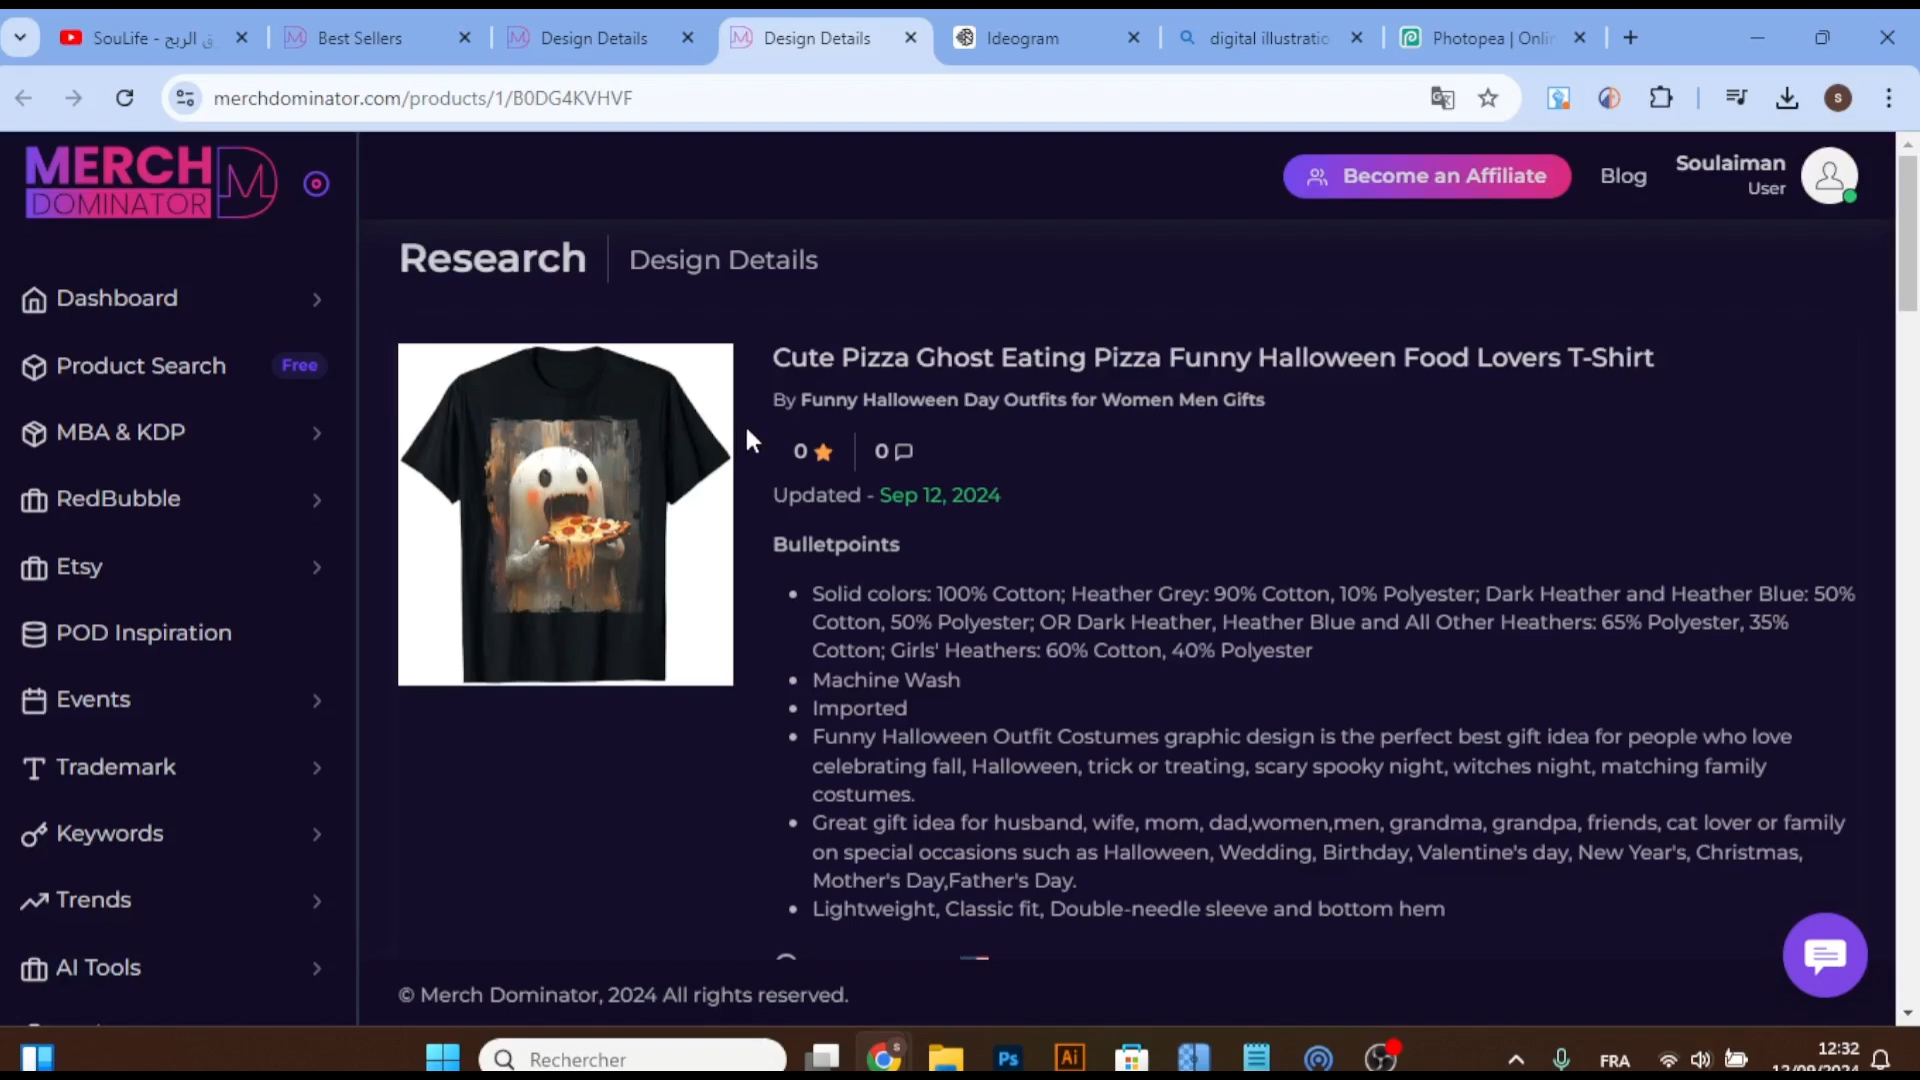 SouLife - ق الربح
Best Sellers
Design Details
Design Details
Ideogram
digital illustratio
Photopea | Onli
merchdominator.com/products/1/B0DG4KVHVF
MERCH
DOMINATOR
Become an Affiliate
Blog
Soulaiman
User
Research
Design Details
Dashboard
Product Search
Free
MBA & KDP
RedBubble
Etsy
POD Inspiration
Events
Trademark
Keywords
Trends
AI Tools
Cute Pizza Ghost Eating Pizza Funny Halloween Food Lovers T-Shirt
By Funny Halloween Day Outfits for Women Men Gifts
0
0
Updated - Sep 12, 2024
Bulletpoints
Solid colors: 100% Cotton; Heather Grey: 90% Cotton, 10% Polyester; Dark Heather and Heather Blue: 50%
Cotton, 50% Polyester; OR Dark Heather, Heather Blue and All Other Heathers: 65% Polyester, 35%
Cotton; Girls' Heathers: 60% Cotton, 40% Polyester
Machine Wash
Imported
Funny Halloween Outfit Costumes graphic design is the perfect best gift idea for people who love
celebrating fall, Halloween, trick or treating, scary spooky night, witches night, matching family
costumes.
Great gift idea for husband, wife, mom, dad,women,men, grandma, grandpa, friends, cat lover or family
on special occasions such as Halloween, Wedding, Birthday, Valentine's day, New Year's, Christmas,
Mother's Day,Father's Day.
Lightweight, Classic fit, Double-needle sleeve and bottom hem
© Merch Dominator, 2024 All rights reserved.
Rechercher
Ps
Ai
FRA
12:32
12/09/2024